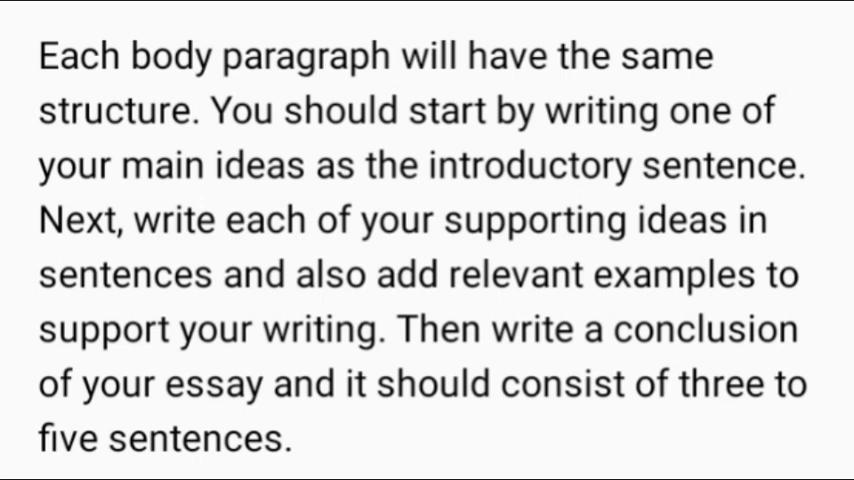 Each body paragraph will have the same
structure. You should start by writing one of
your main ideas as the introductory sentence.
Next, write each of your supporting ideas in
sentences and also add relevant examples to
support your writing. Then write a conclusion
of your essay and it should consist of three to
five sentences.